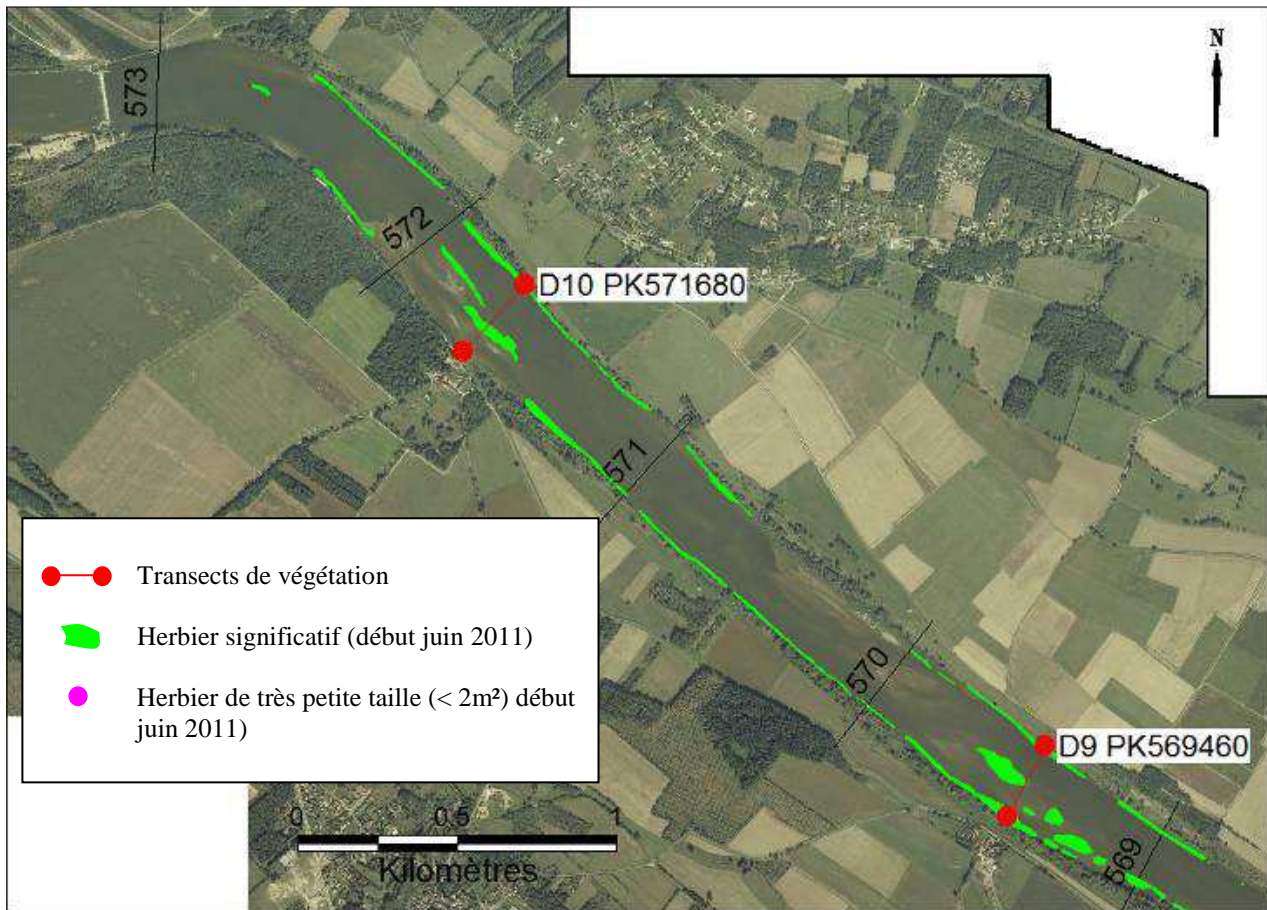 N
573
572
D10 PK571680
571
570
D9 PK569460
569
Transects de végétation
Herbier significatif (début juin 2011)
Herbier de très petite taille (< 2m²) début
juin 2011)
0 0.5 1
Kilomètres